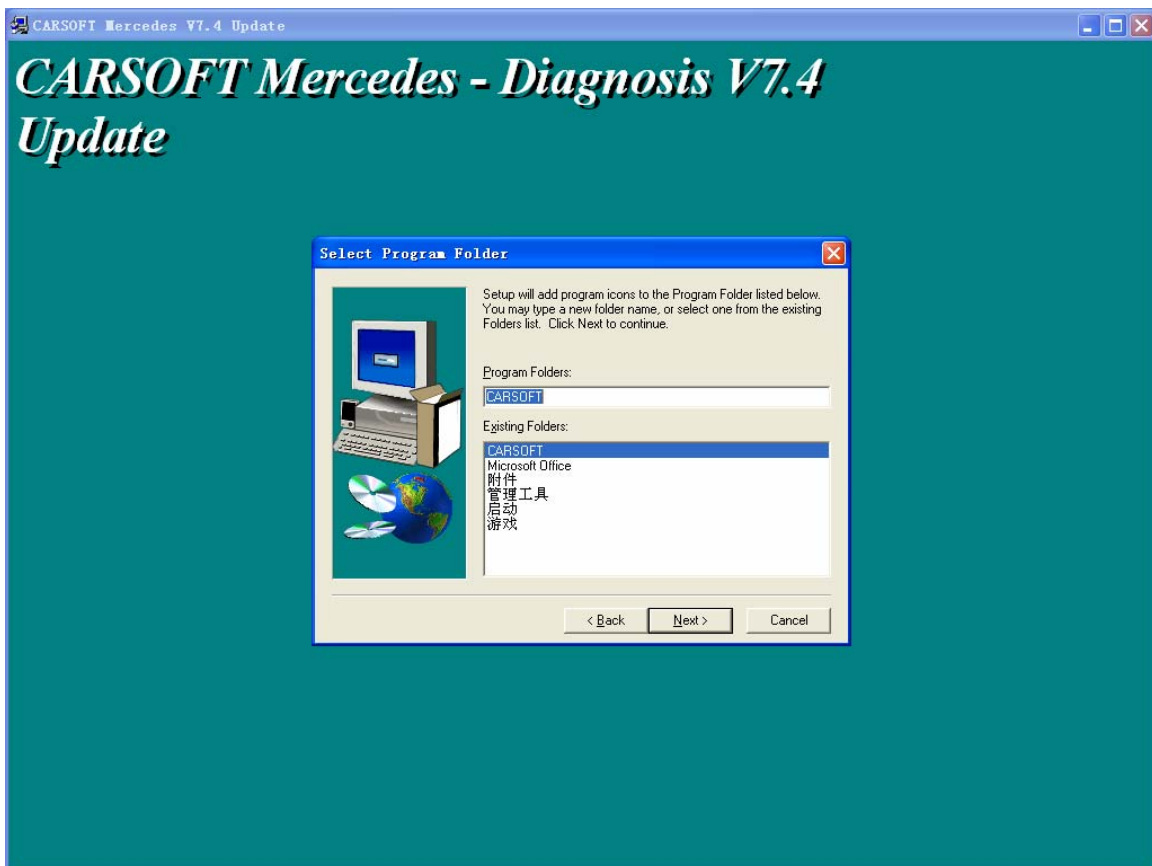 CARSOFT Mercedes V7.4 Update
CARSOFT Mercedes - Diagnosis V7.4
Update
Select Program Folder
Setup will add program icons to the Program Folder listed below.
You may type a new folder name, or select one from the existing
Folders list. Click Next to continue.
Program Folders:
CARSOFT
Existing Folders:
CARSOFT
Microsoft Office
附件
管理工具
启动
游戏
< Back Next > Cancel